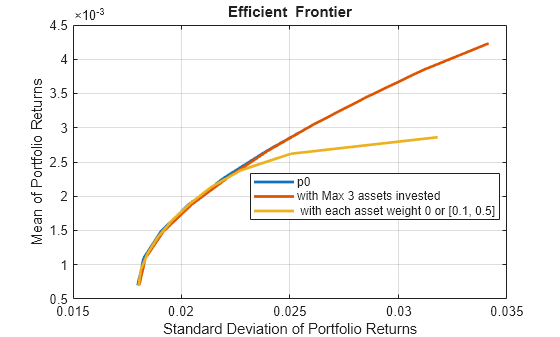 Efficient Frontier
×10⁻³
4.5
4
3.5
3
2.5
2
1.5
1
0.5
Mean of Portfolio Returns
p0
with Max 3 assets invested
with each asset weight 0 or [0.1, 0.5]
0.015 0.02 0.025 0.03 0.035
Standard Deviation of Portfolio Returns